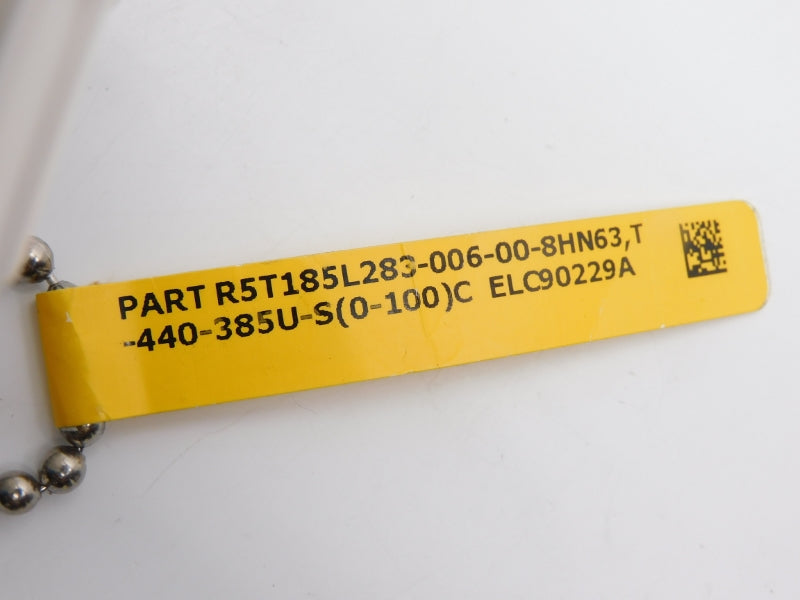 PART R5T185L283-006-00-8HN63,T
-440-385U-S(0-100)C ELC90229A